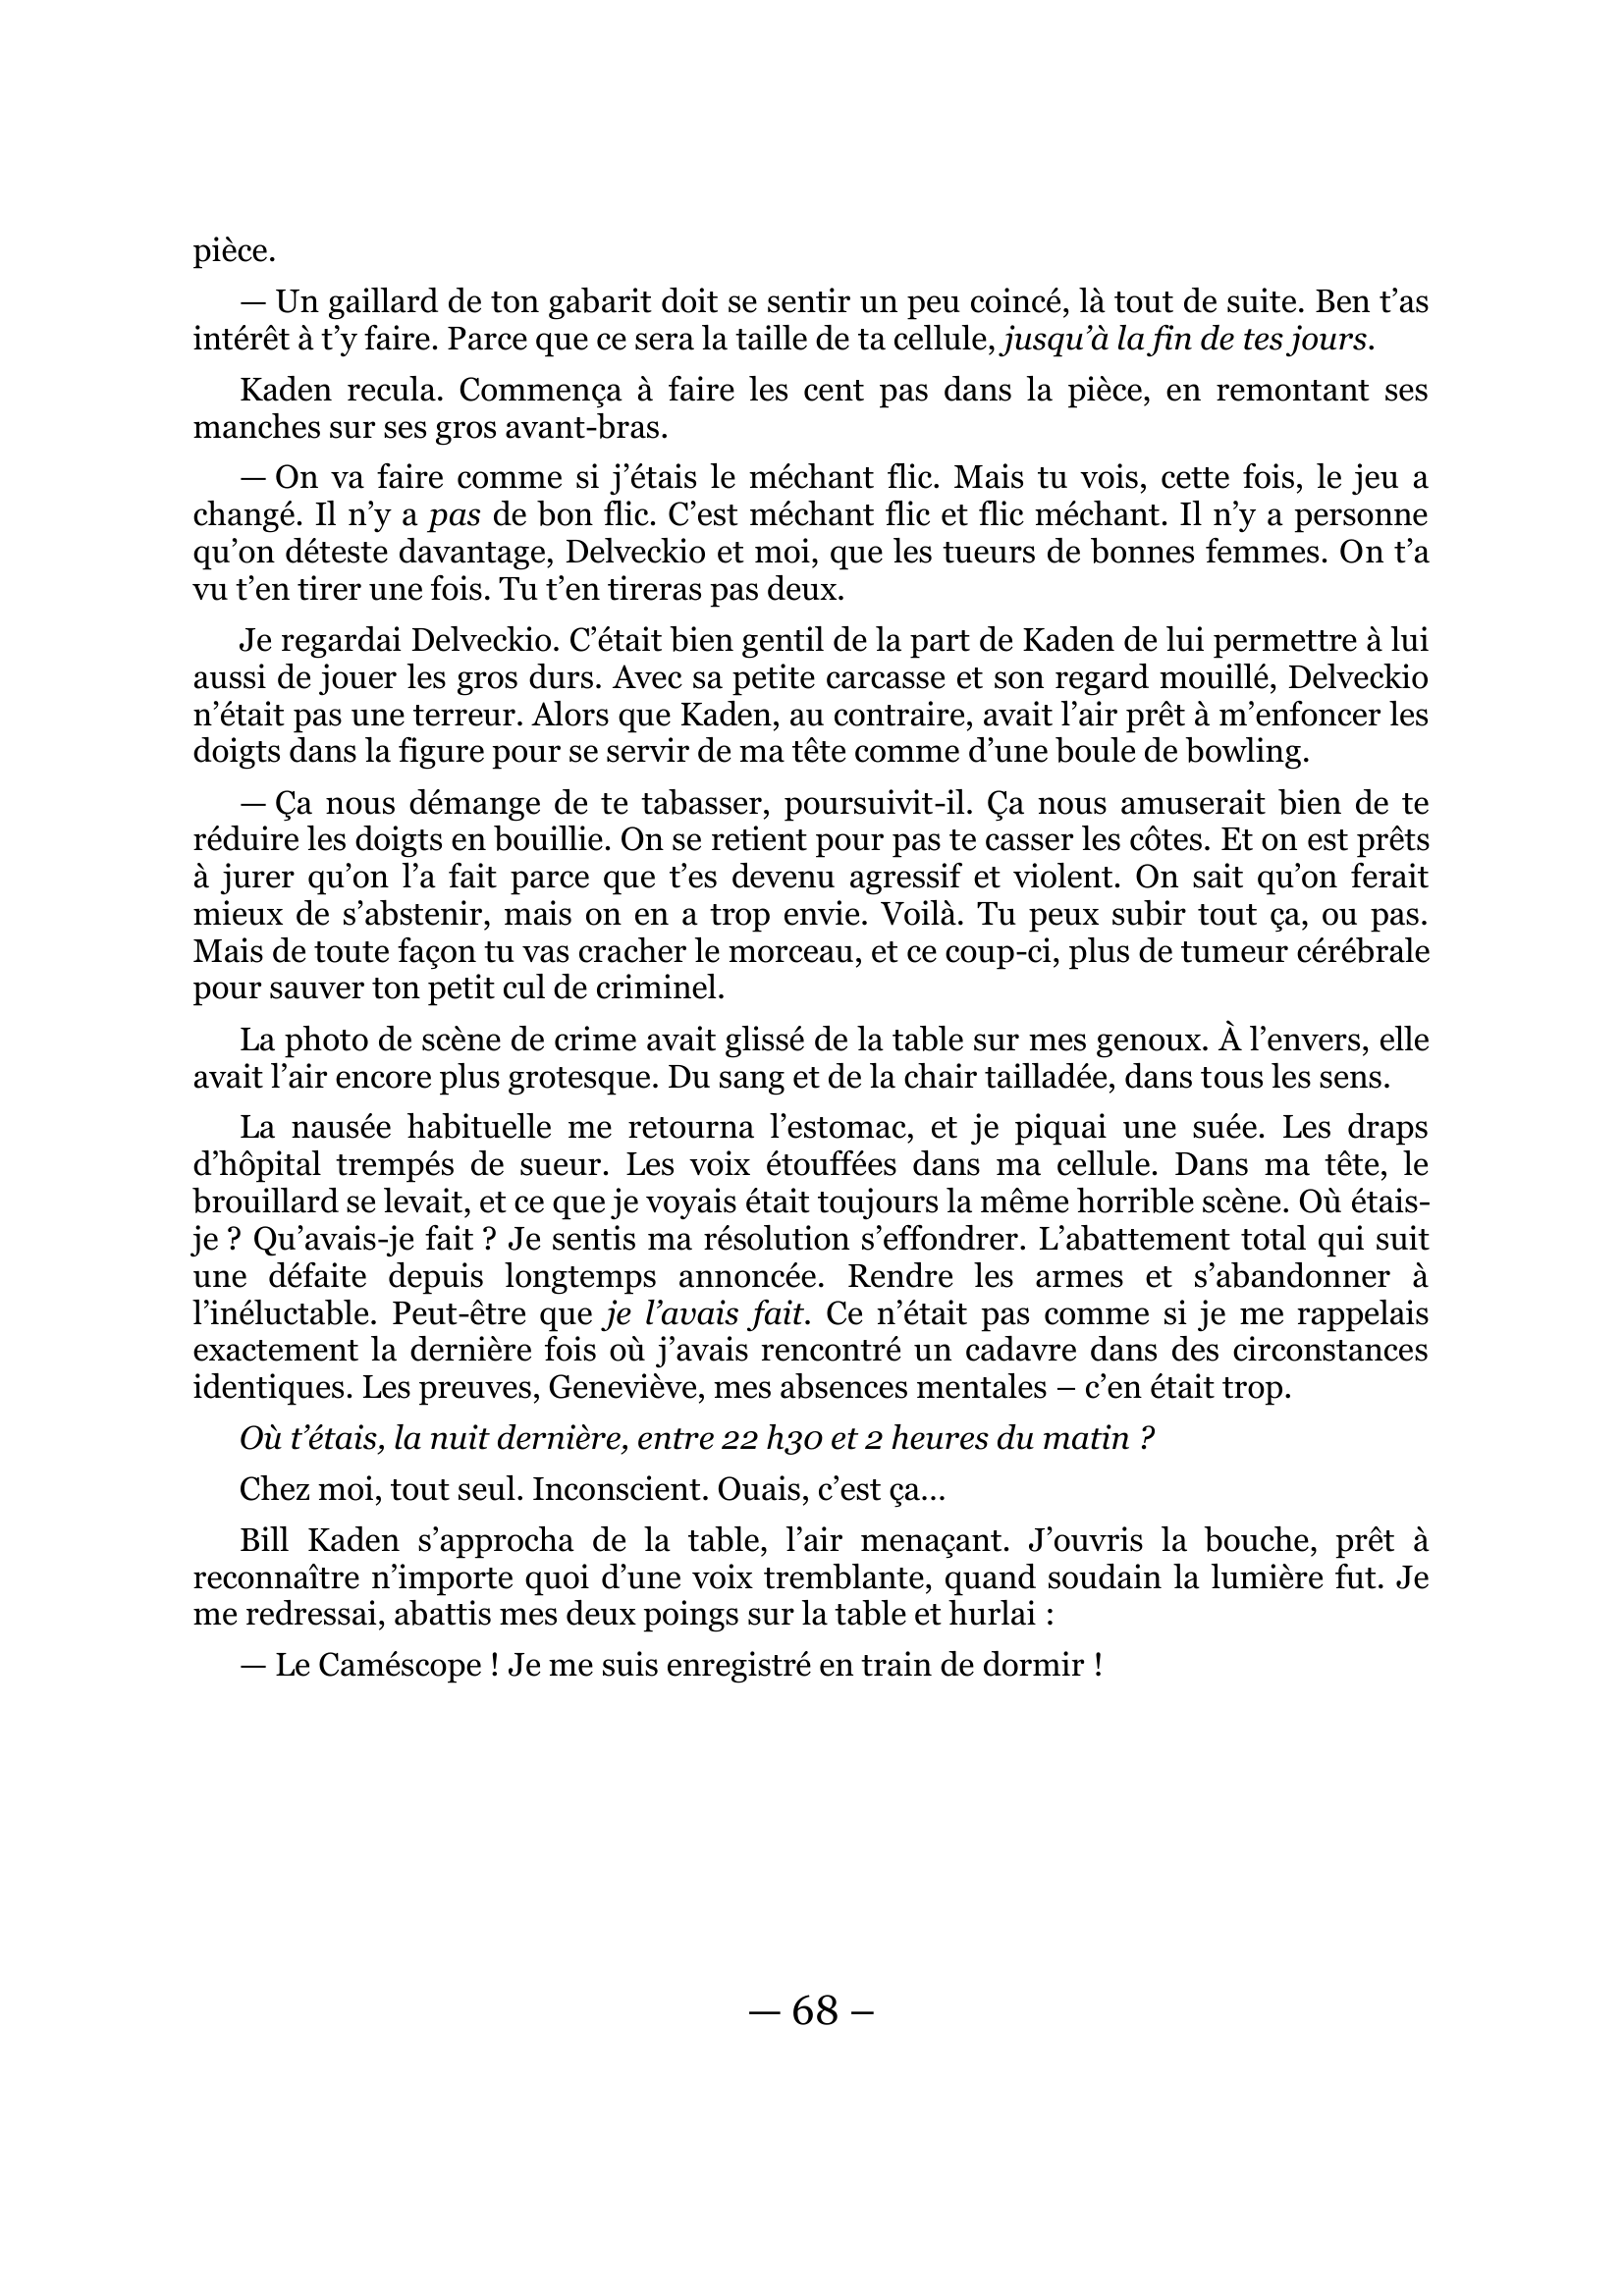 pièce.
— Un gaillard de ton gabarit doit se sentir un peu coincé, là tout de suite. Ben t’as
intérêt à t’y faire. Parce que ce sera la taille de ta cellule, jusqu’à la fin de tes jours.
Kaden recula. Commença à faire les cent pas dans la pièce, en remontant ses
manches sur ses gros avant-bras.
— On va faire comme si j’étais le méchant flic. Mais tu vois, cette fois, le jeu a
changé. Il n’y a pas de bon flic. C’est méchant flic et flic méchant. Il n’y a personne
qu’on déteste davantage, Delveckio et moi, que les tueurs de bonnes femmes. On t’a
vu t’en tirer une fois. Tu t’en tireras pas deux.
Je regardai Delveckio. C’était bien gentil de la part de Kaden de lui permettre à lui
aussi de jouer les gros durs. Avec sa petite carcasse et son regard mouillé, Delveckio
n’était pas une terreur. Alors que Kaden, au contraire, avait l’air prêt à m’enfoncer les
doigts dans la figure pour se servir de ma tête comme d’une boule de bowling.
— Ça nous démange de te tabasser, poursuivit-il. Ça nous amuserait bien de te
réduire les doigts en bouillie. On se retient pour pas te casser les côtes. Et on est prêts
à jurer qu’on l’a fait parce que t’es devenu agressif et violent. On sait qu’on ferait
mieux de s’abstenir, mais on en a trop envie. Voilà. Tu peux subir tout ça, ou pas.
Mais de toute façon tu vas cracher le morceau, et ce coup-ci, plus de tumeur cérébrale
pour sauver ton petit cul de criminel.
La photo de scène de crime avait glissé de la table sur mes genoux. À l’envers, elle
avait l’air encore plus grotesque. Du sang et de la chair tailladée, dans tous les sens.
La nausée habituelle me retourna l’estomac, et je piquai une suée. Les draps
d’hôpital trempés de sueur. Les voix étouffées dans ma cellule. Dans ma tête, le
brouillard se levait, et ce que je voyais était toujours la même horrible scène. Où étais-
je ? Qu’avais-je fait ? Je sentis ma résolution s’effondrer. L’abattement total qui suit
une défaite depuis longtemps annoncée. Rendre les armes et s’abandonner à
l’inéluctable. Peut-être que je l’avais fait. Ce n’était pas comme si je me rappelais
exactement la dernière fois où j’avais rencontré un cadavre dans des circonstances
identiques. Les preuves, Geneviève, mes absences mentales – c’en était trop.
Où t’étais, la nuit dernière, entre 22 h30 et 2 heures du matin ?
Chez moi, tout seul. Inconscient. Ouais, c’est ça…
Bill Kaden s’approcha de la table, l’air menaçant. J’ouvris la bouche, prêt à
reconnaître n’importe quoi d’une voix tremblante, quand soudain la lumière fut. Je
me redressai, abattis mes deux poings sur la table et hurlai :
— Le Caméscope ! Je me suis enregistré en train de dormir !
— 68 –